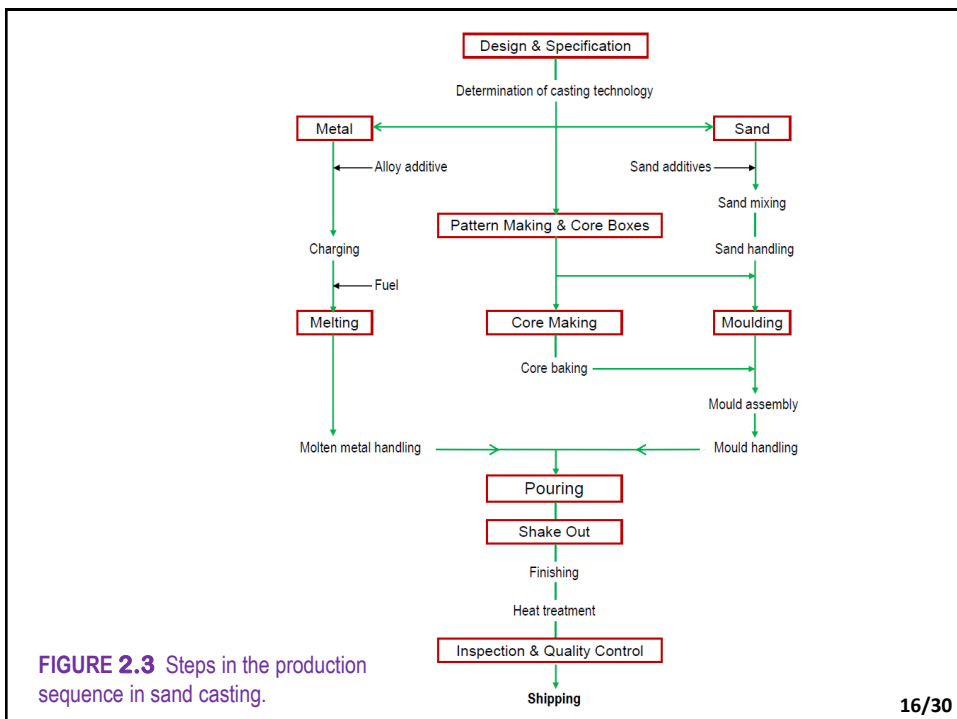 Design & Specification
Determination of casting technology
Metal
Sand
Alloy additive
Sand additives
Sand mixing
Pattern Making & Core Boxes
Charging
Sand handling
Fuel
Melting
Core Making
Moulding
Core baking
Mould assembly
Molten metal handling
Mould handling
Pouring
Shake Out
Finishing
Heat treatment
Inspection & Quality Control
FIGURE 2.3 Steps in the production
sequence in sand casting.
Shipping
16/30